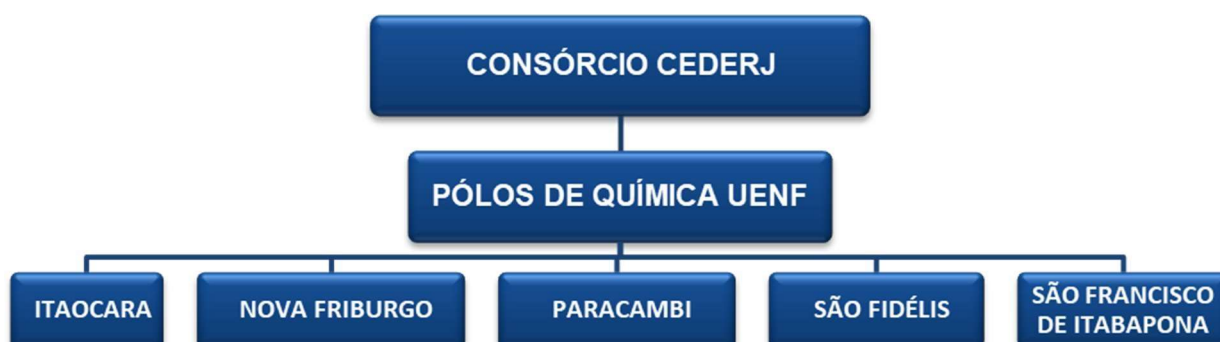 CONSÓRCIO CEDERJ
PÓLOS DE QUÍMICA UENF
ITAOCARA
NOVA FRIBURGO
PARACAMBI
SÃO FIDÉLIS
SÃO FRANCISCO
DE ITABAPONA